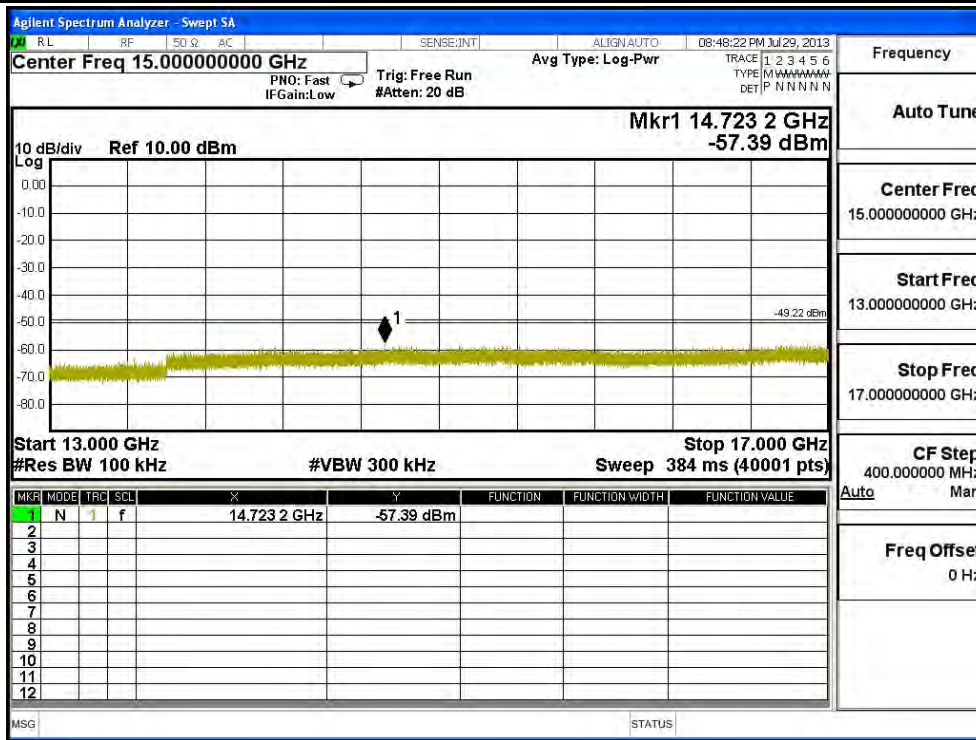 Agilent Spectrum Analyzer - Swept SA
RL RF 50 Ω AC SENSE:INT ALIGN AUTO 08:48:22 PM Jul 29, 2013
Center Freq 15.000000000 GHz
PNO: Fast
IFGain:Low
Trig: Free Run
#Atten: 20 dB
Avg Type: Log-Pwr
TRACE 1 2 3 4 5 6
TYPE M
DET P N N N N N
Mkr1 14.723 2 GHz
-57.39 dBm
10 dB/div Ref 10.00 dBm
Log
0.00
-10.0
-20.0
-30.0
-40.0
-50.0
-60.0
-70.0
-80.0
1
-49.22 dBm
Start 13.000 GHz Stop 17.000 GHz
#Res BW 100 kHz #VBW 300 kHz Sweep 384 ms (40001 pts)
MKR MODE TRC SCL X Y FUNCTION FUNCTION WIDTH FUNCTION VALUE
1 N 1 f 14.723 2 GHz -57.39 dBm
2
3
4
5
6
7
8
9
10
11
12
MSG STATUS
Frequency
Auto Tune
Center Freq
15.000000000 GHz
Start Freq
13.000000000 GHz
Stop Freq
17.000000000 GHz
CF Step
400.000000 MHz
Auto Man
Freq Offset
0 Hz